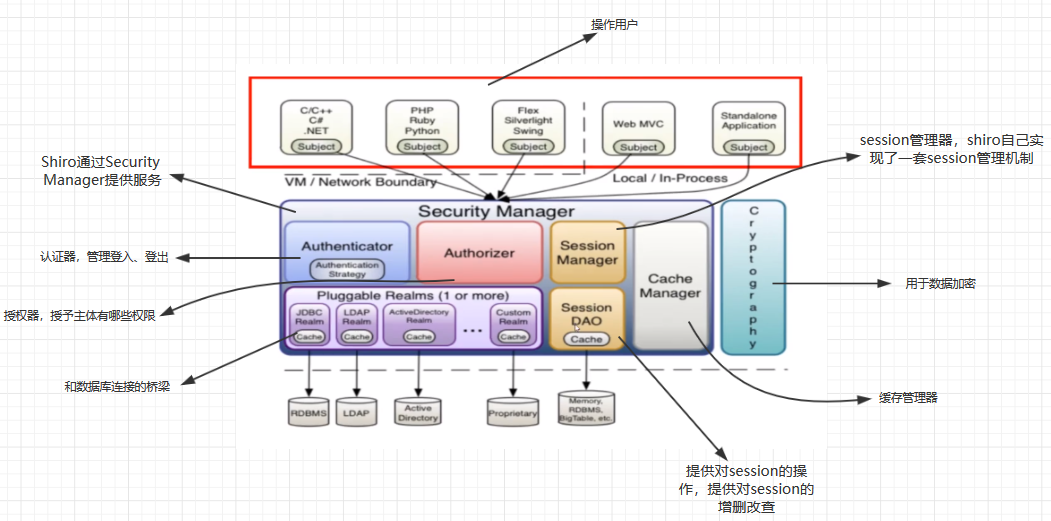 操作用户
C/C++
C#
.NET
Subject
PHP
Ruby
Python
Subject
Flex
Silverlight
Swing
Subject
Web MVC
Subject
Standalone
Application
Subject
session管理器，shiro自己实
现了一套session管理机制
Shiro通过Security
Manager提供服务
VM / Network Boundary
Local / In-Process
Security Manager
Authenticator
Authentication
Strategy
Authorizer
Session
Manager
Cache
Manager
Cryptography
认证器，管理登入、登出
用于数据加密
Pluggable Realms (1 or more)
JDBC
Realm
Cache
LDAP
Realm
Cache
ActiveDirectory
Realm
Cache
...
Custom
Realm
Cache
Session
DAO
Cache
授权器，授予主体有哪些权限
和数据库连接的桥梁
缓存管理器
RDBMS
LDAP
Active
Directory
Proprietary
Memory,
RDBMS,
BigTable, etc.
提供对session的操
作，提供对session的
增删改查